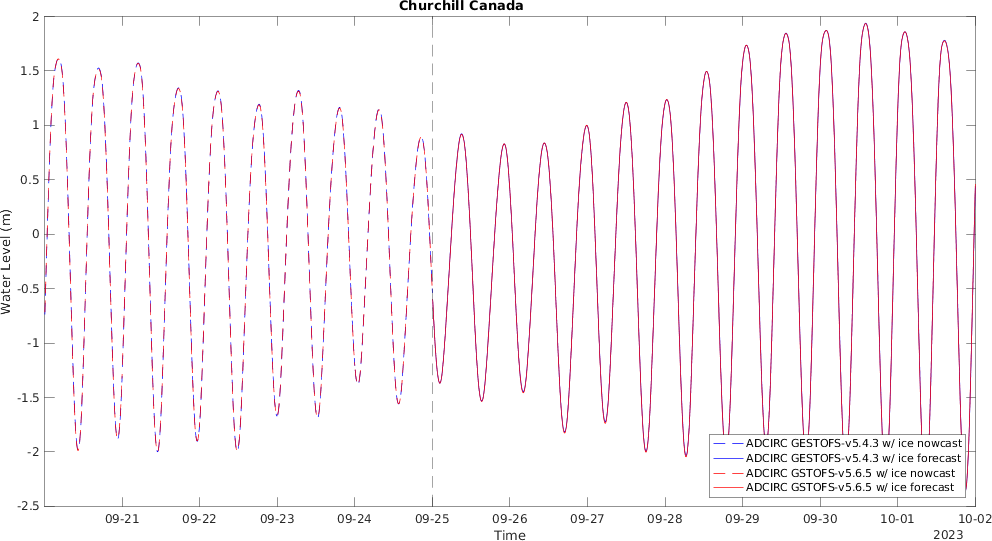 Churchill Canada
2
1.5
1
0.5
0
-0.5
-1
-1.5
-2
-2.5
Water Level (m)
ADCIRC GESTOFS-v5.4.3 w/ ice nowcast
ADCIRC GESTOFS-v5.4.3 w/ ice forecast
ADCIRC GSTOFS-v5.6.5 w/ ice nowcast
ADCIRC GSTOFS-v5.6.5 w/ ice forecast
09-21 09-22 09-23 09-24 09-25 09-26 09-27 09-28 09-29 09-30 10-01 10-02
Time
2023